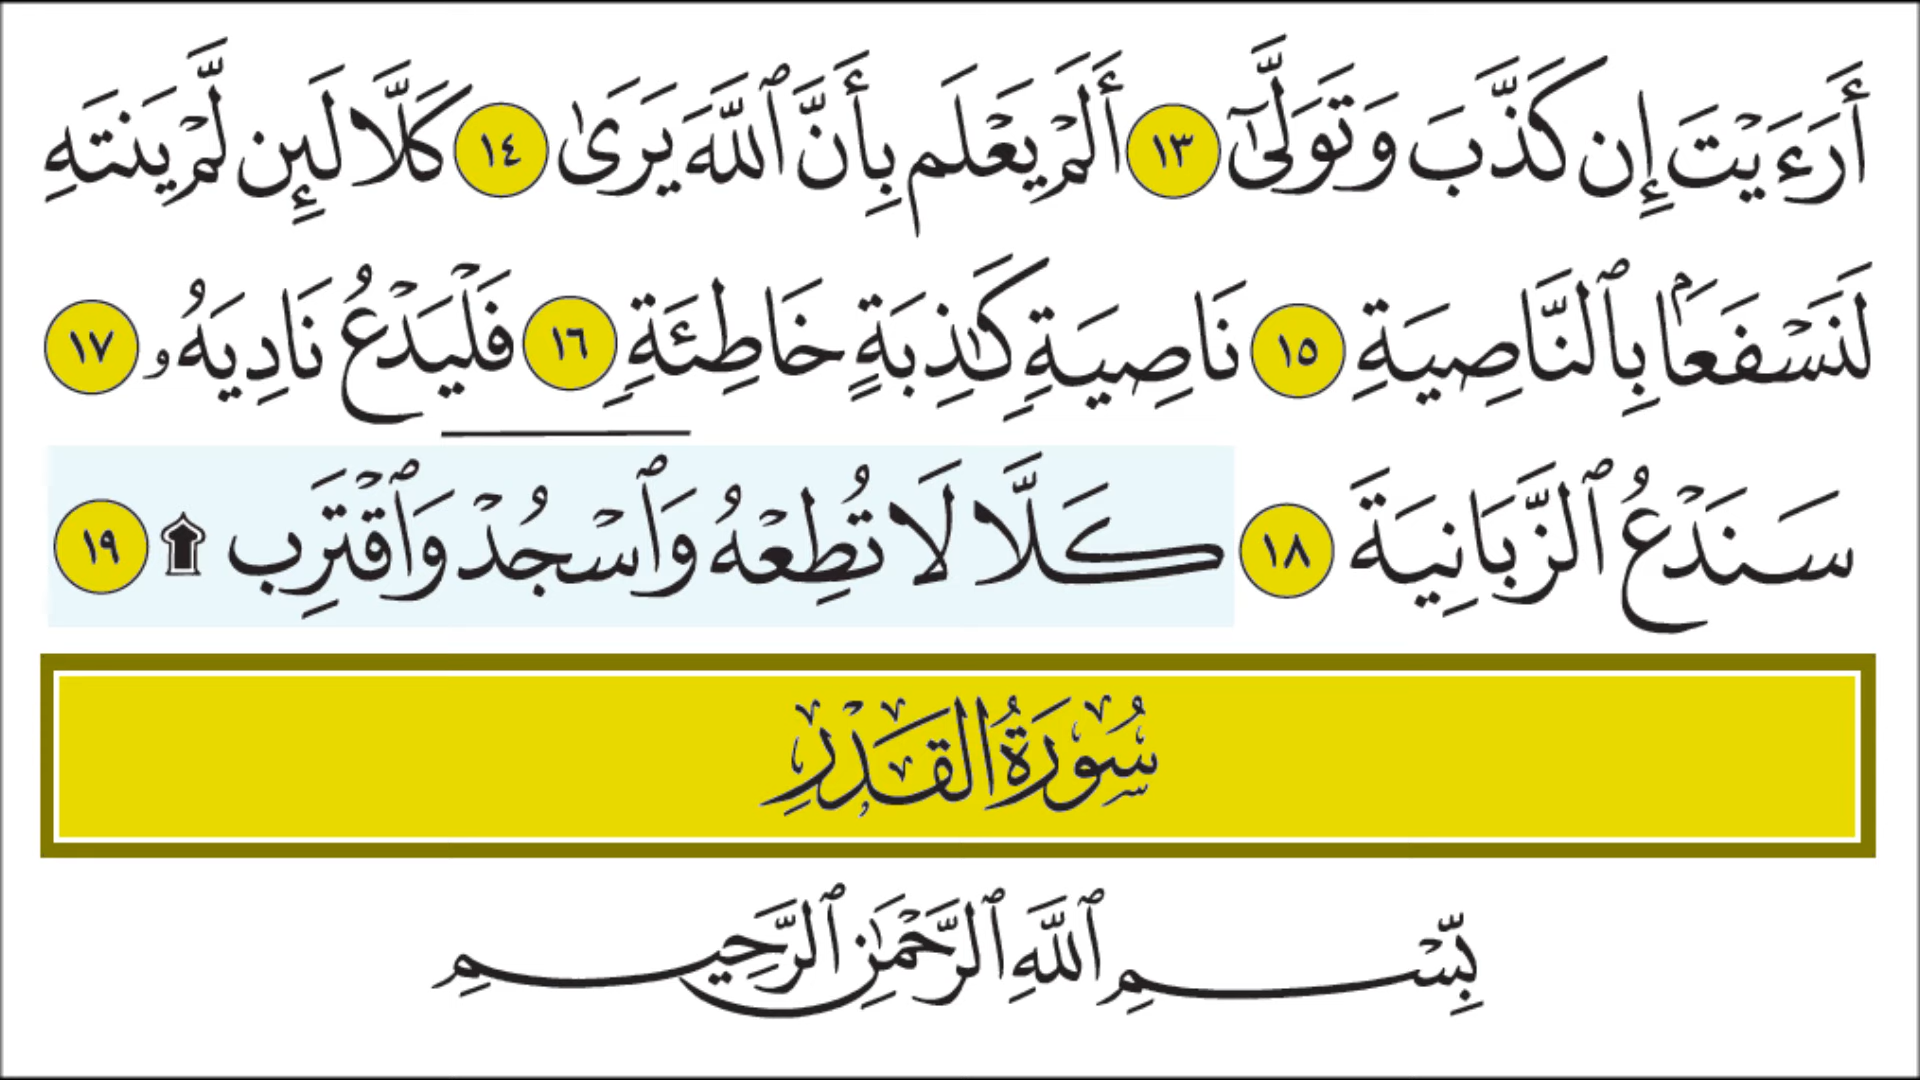 أَرَءَيْتَ إِن كَذَّبَ وَتَوَلَّىٰٓ ١٣ أَلَمْ يَعْلَم بِأَنَّ ٱللَّهَ يَرَىٰ ١٤ كَلَّا لَئِن لَّمْ يَنتَهِ
لَنَسْفَعًۢا بِٱلنَّاصِيَةِ ١٥ نَاصِيَةٍ كَٰذِبَةٍ خَاطِئَةٍ ١٦ فَلْيَدْعُ نَادِيَهُۥ ١٧
سَنَدْعُ ٱلزَّبَانِيَةَ ١٨ كَلَّا لَا تُطِعْهُ وَٱسْجُدْ وَٱقْتَرِب ۩ ١٩
سُورَةُ القَدْرِ
بِّسْمِ ٱللَّهِ ٱلرَّحْمَٰنِ ٱلرَّحِيمِ